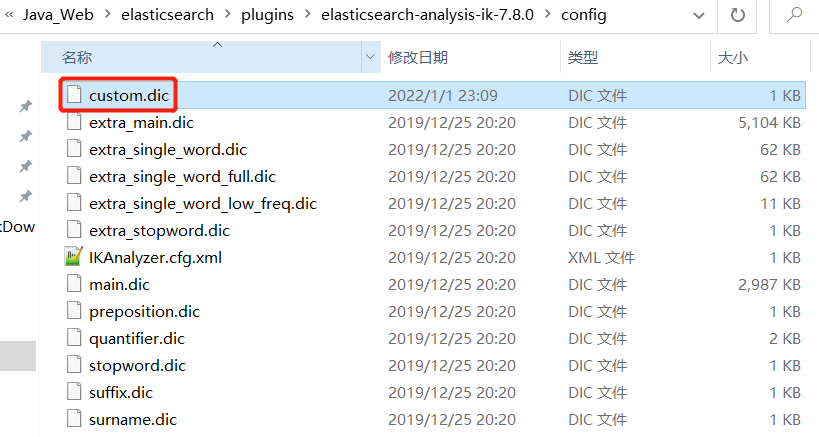 « Java_Web > elasticsearch > plugins > elasticsearch-analysis-ik-7.8.0 > config
名称 修改日期 类型 大小
custom.dic 2022/1/1 23:09 DIC 文件 1 KB
extra_main.dic 2019/12/25 20:20 DIC 文件 5,104 KB
extra_single_word.dic 2019/12/25 20:20 DIC 文件 62 KB
extra_single_word_full.dic 2019/12/25 20:20 DIC 文件 62 KB
extra_single_word_low_freq.dic 2019/12/25 20:20 DIC 文件 11 KB
kDow
extra_stopword.dic 2019/12/25 20:20 DIC 文件 1 KB
IKAnalyzer.cfg.xml 2019/12/25 20:20 XML 文件 1 KB
main.dic 2019/12/25 20:20 DIC 文件 2,987 KB
preposition.dic 2019/12/25 20:20 DIC 文件 1 KB
quantifier.dic 2019/12/25 20:20 DIC 文件 2 KB
stopword.dic 2019/12/25 20:20 DIC 文件 1 KB
suffix.dic 2019/12/25 20:20 DIC 文件 1 KB
surname.dic 2019/12/25 20:20 DIC 文件 1 KB